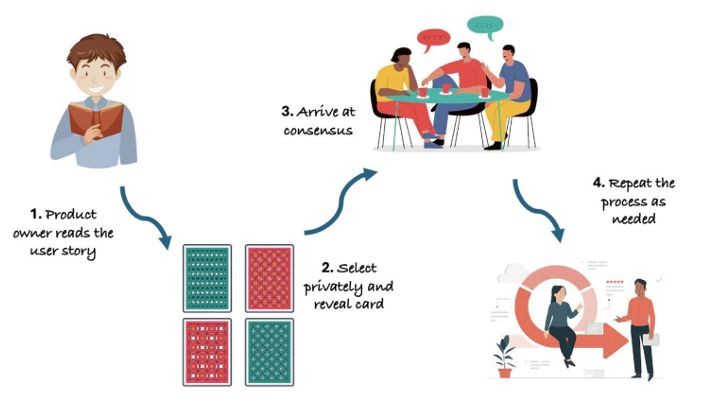 1. Product
owner reads the
user story
2. Select
privately and
reveal card
3. Arrive at
consensus
4. Repeat the
process as
needed